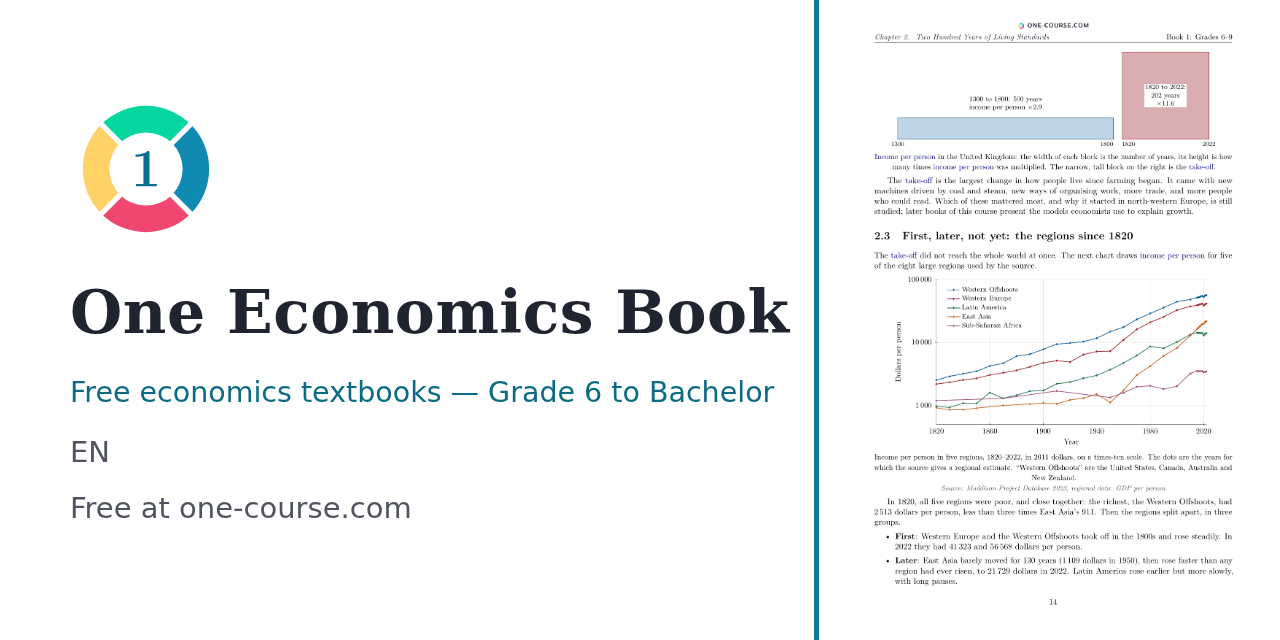 1
One Economics Book
Free economics textbooks — Grade 6 to Bachelor
EN
Free at one-course.com
ONE-COURSE.COM
Chapter 2. Two Hundred Years of Living Standards
Book 1: Grades 6–9
1300 to 1800: 500 years
income per person ×2.9
1820 to 2022:
202 years
×11.6
1300
1800
1820
2022
Income per person in the United Kingdom: the width of each block is the number of years, its height is how
many times income per person was multiplied. The narrow, tall block on the right is the take-off.
The take-off is the largest change in how people live since farming began. It came with new
machines driven by coal and steam, new ways of organising work, more trade, and more people
who could read. Which of these mattered most, and why it started in north-western Europe, is still
studied; later books of this course present the models economists use to explain growth.
2.3 First, later, not yet: the regions since 1820
The take-off did not reach the whole world at once. The next chart draws income per person for five
of the eight large regions used by the source.
100 000
10 000
1 000
Dollars per person
Western Offshoots
Western Europe
Latin America
East Asia
Sub-Saharan Africa
1820
1860
1900
1940
1980
2020
Year
Income per person in five regions, 1820–2022, in 2011 dollars, on a times-ten scale. The dots are the years for
which the source gives a regional estimate. “Western Offshoots” are the United States, Canada, Australia and
New Zealand.
Source: Maddison Project Database 2023, regional data: GDP per person
In 1820, all five regions were poor, and close together: the richest, the Western Offshoots, had
2 513 dollars per person, less than three times East Asia’s 911. Then the regions split apart, in three
groups.
• First: Western Europe and the Western Offshoots took off in the 1800s and rose steadily. In
2022 they had 41 323 and 56 568 dollars per person.
• Later: East Asia barely moved for 130 years (1 109 dollars in 1950), then rose faster than any
region had ever risen, to 21 729 dollars in 2022. Latin America rose earlier but more slowly,
with long pauses.
14